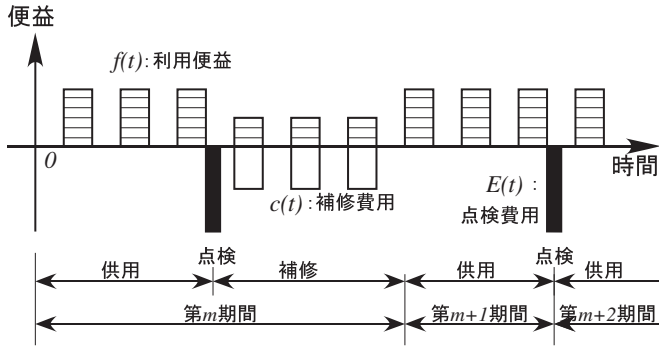 便益
f(t):利用便益
0
時間
c(t):補修費用
E(t):
点検費用
点検
点検
供用
補修
供用
供用
第m期間
第m+1期間
第m+2期間